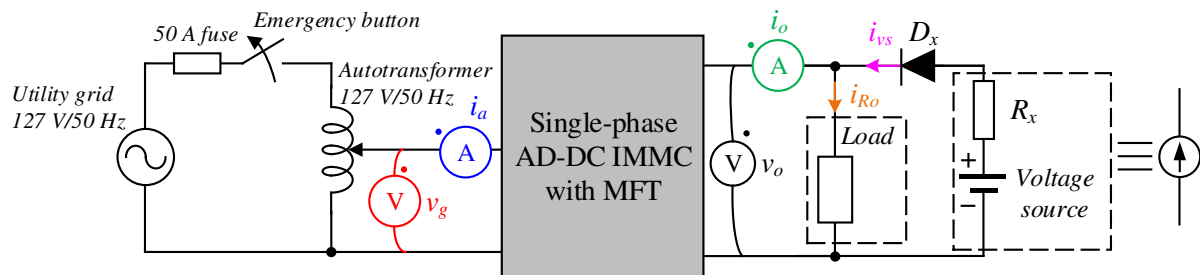 50 A fuse
Emergency button
Utility grid
127 V/50 Hz
Autotransformer
127 V/50 Hz
i_a
A
V
v_g
Single-phase
AD-DC IMMC
with MFT
V
v_o
i_o
A
i_vs
D_x
i_Ro
Load
R_x
+
−
Voltage
source